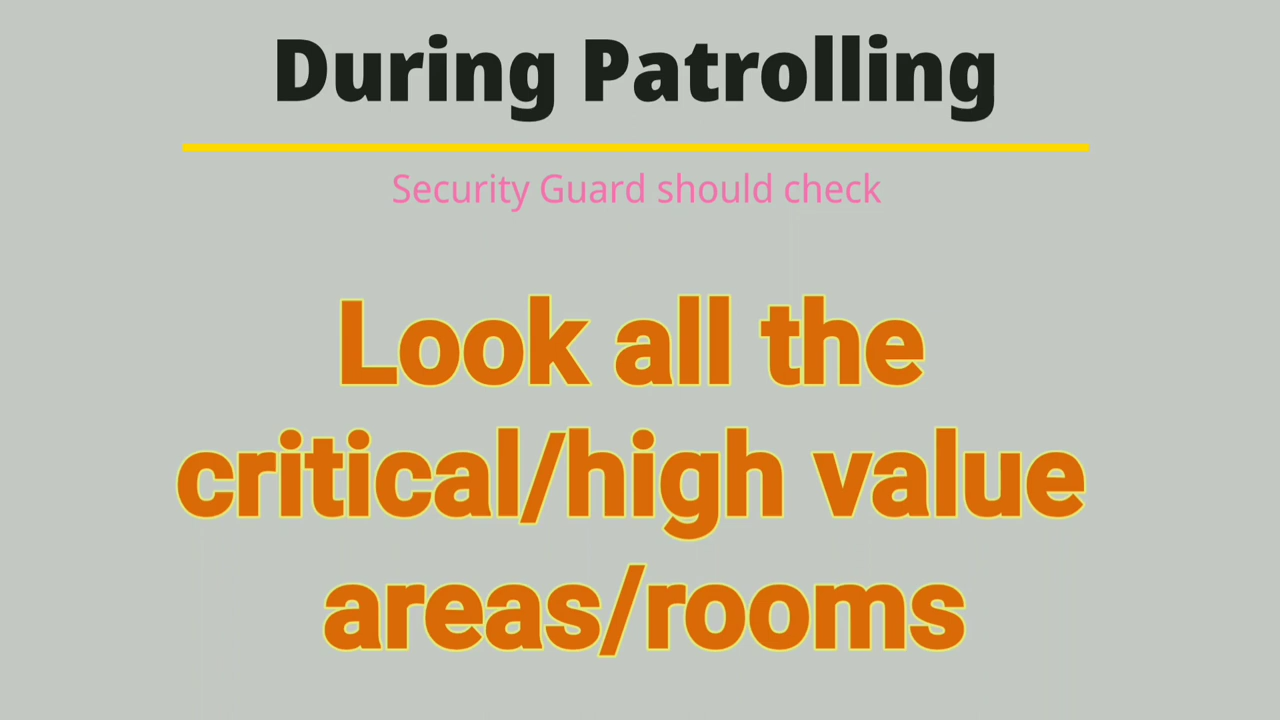 During Patrolling
Security Guard should check
Look all the
critical/high value
areas/rooms